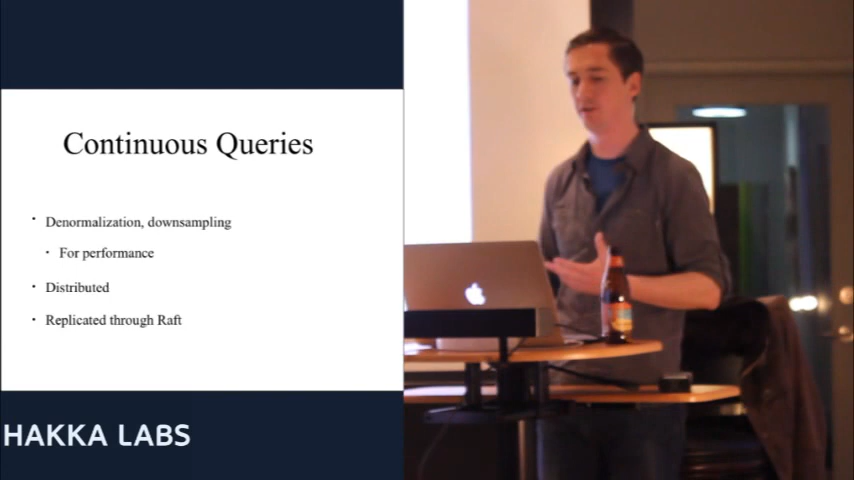 Continuous Queries
• Denormalization, downsampling
• For performance
• Distributed
• Replicated through Raft
HAKKA LABS